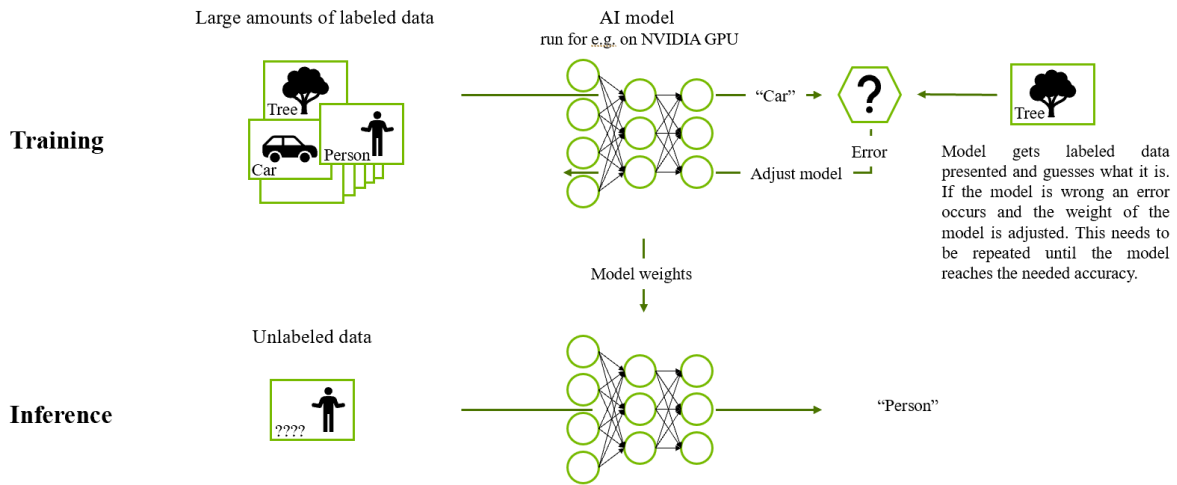 Large amounts of labeled data
AI model
run for e.g. on NVIDIA GPU
Training
Tree
Car
Person
“Car”
Error
Adjust model
Tree
Model gets labeled data
presented and guesses what it is.
If the model is wrong an error
occurs and the weight of the
model is adjusted. This needs to
be repeated until the model
reaches the needed accuracy.
?
Model weights
Unlabeled data
Inference
????
“Person”